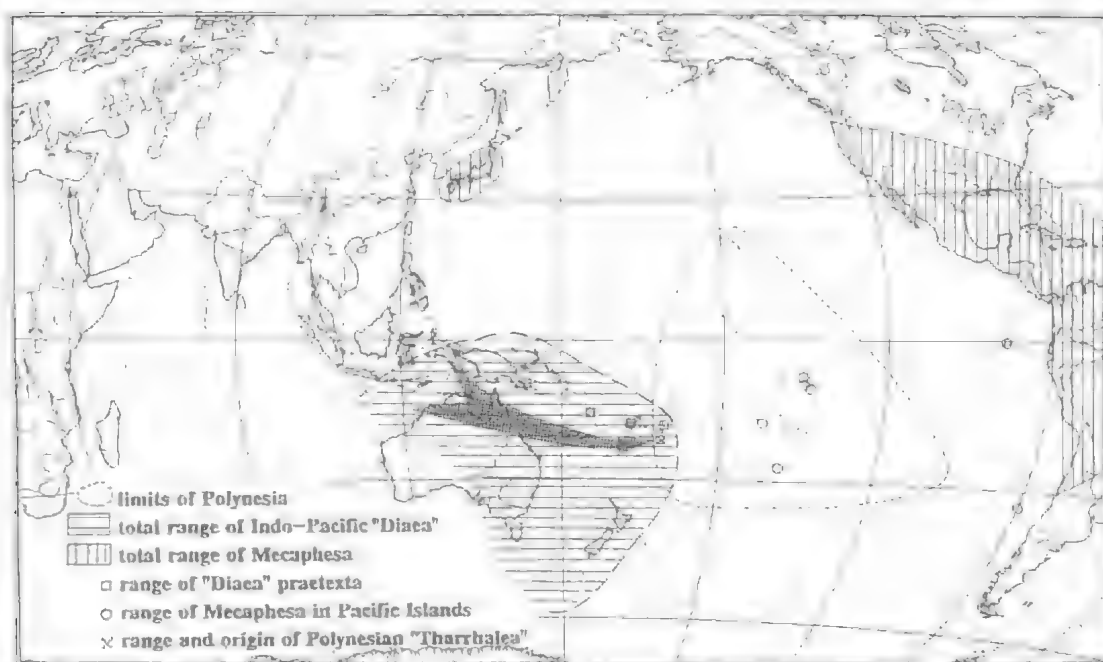 limits of Polynesia
total range of Indo-Pacific "Diaea"
total range of Mecaphesa
range of "Diaea" praetexta
range of Mecaphesa in Pacific Islands
range and origin of Polynesian "Tharrhalea"